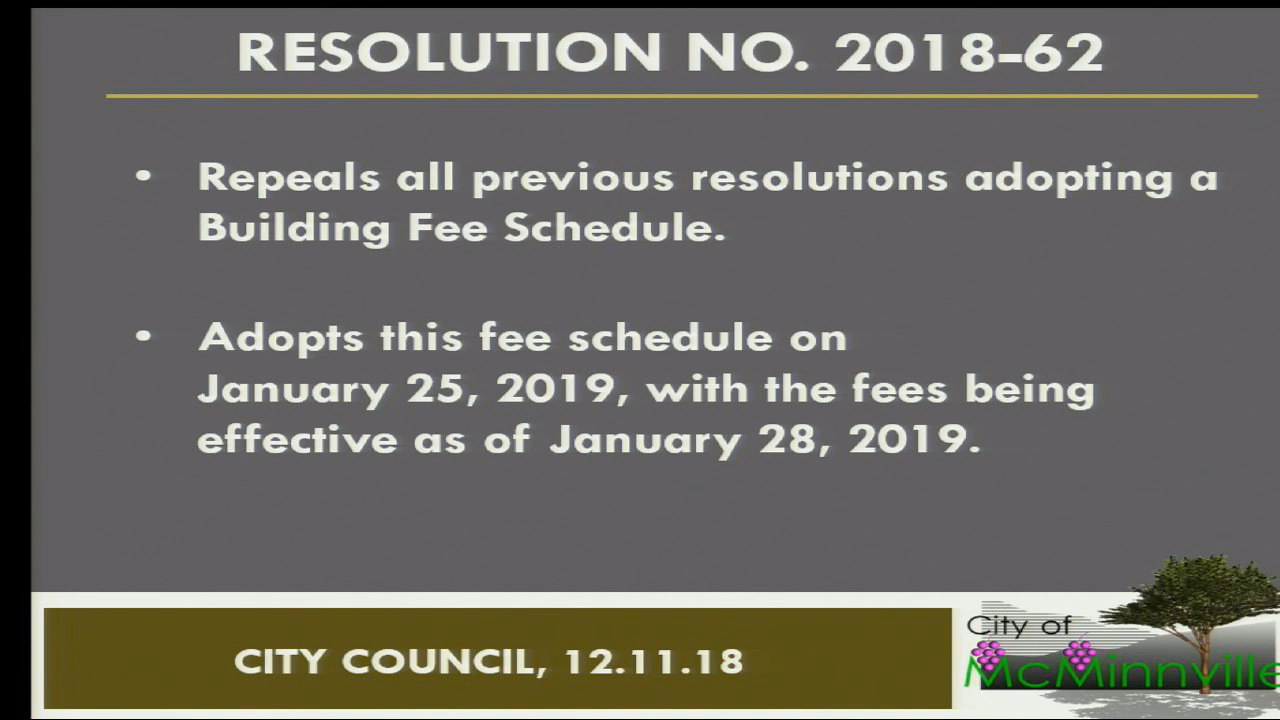 RESOLUTION NO. 2018-62
• Repeals all previous resolutions adopting a
Building Fee Schedule.
• Adopts this fee schedule on
January 25, 2019, with the fees being
effective as of January 28, 2019.
CITY COUNCIL, 12.11.18
City of
McMinnville